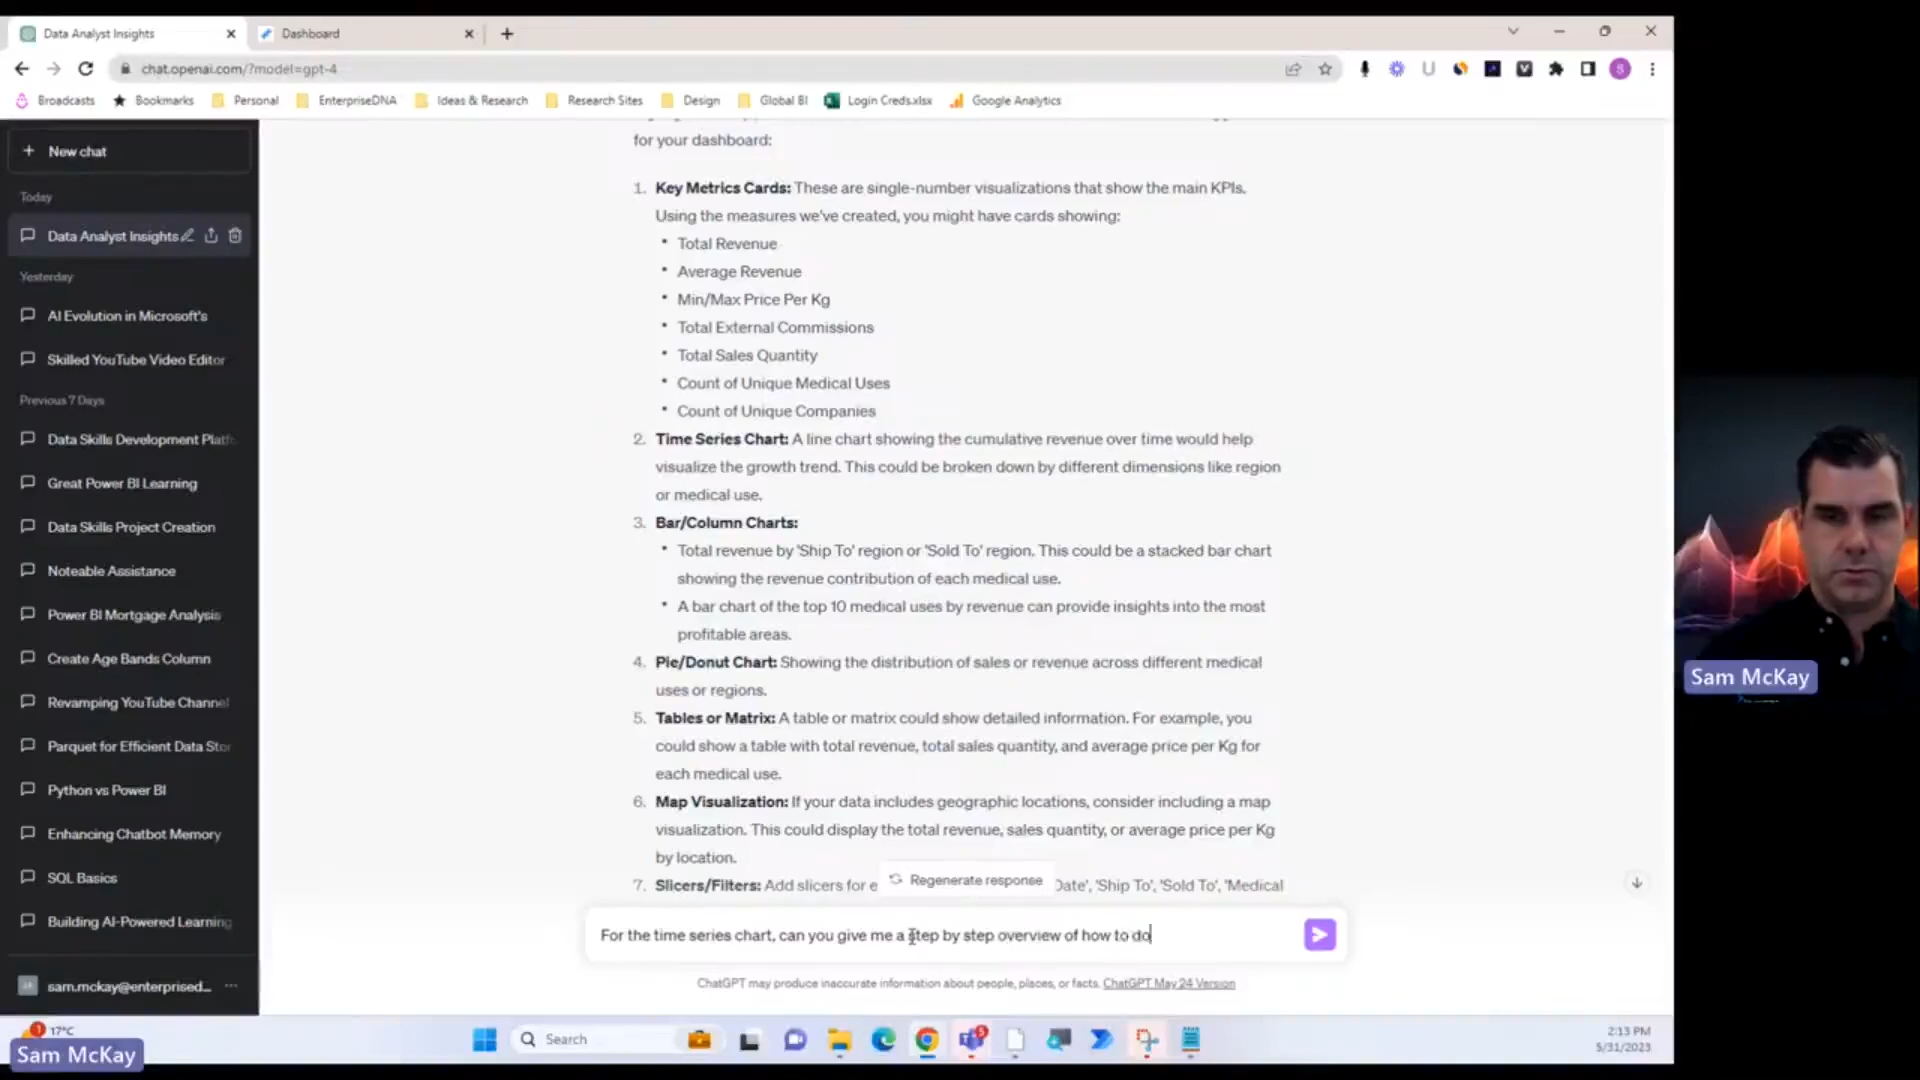 Data Analyst Insights
Dashboard
chat.openai.com/?model=gpt-4
Broadcasts
Bookmarks
Personal
EnterpriseDNA
Ideas & Research
Research Sites
Design
Global BI
Login Creds.xlsx
Google Analytics
New chat
Today
Data Analyst Insights
Yesterday
AI Evolution in Microsoft's
Skilled YouTube Video Editor
Previous 7 Days
Data Skills Development Platf
Great Power BI Learning
Data Skills Project Creation
Noteable Assistance
Power BI Mortgage Analysis
Create Age Bands Column
Revamping YouTube Channel
Parquet for Efficient Data Stor
Python vs Power BI
Enhancing Chatbot Memory
SQL Basics
Building AI-Powered Learning
sam.mckay@enterprised...
for your dashboard:
1. Key Metrics Cards: These are single-number visualizations that show the main KPIs.
Using the measures we've created, you might have cards showing:
• Total Revenue
• Average Revenue
• Min/Max Price Per Kg
• Total External Commissions
• Total Sales Quantity
• Count of Unique Medical Uses
• Count of Unique Companies
2. Time Series Chart: A line chart showing the cumulative revenue over time would help
visualize the growth trend. This could be broken down by different dimensions like region
or medical use.
3. Bar/Column Charts:
• Total revenue by 'Ship To' region or 'Sold To' region. This could be a stacked bar chart
showing the revenue contribution of each medical use.
• A bar chart of the top 10 medical uses by revenue can provide insights into the most
profitable areas.
4. Pie/Donut Chart: Showing the distribution of sales or revenue across different medical
uses or regions.
5. Tables or Matrix: A table or matrix could show detailed information. For example, you
could show a table with total revenue, total sales quantity, and average price per Kg for
each medical use.
6. Map Visualization: If your data includes geographic locations, consider including a map
visualization. This could display the total revenue, sales quantity, or average price per Kg
by location.
7. Slicers/Filters: Add slicers for e Date', 'Ship To', 'Sold To', 'Medical
Regenerate response
For the time series chart, can you give me a step by step overview of how to do
ChatGPT may produce inaccurate information about people, places, or facts. ChatGPT May 24 Version
Sam McKay
1
17°C
Search
5
2:13 PM
5/31/2023
Sam McKay